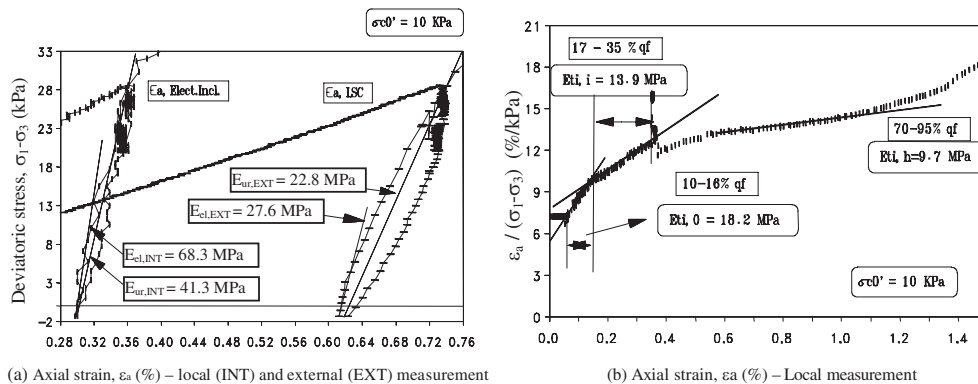 σc0' = 10 KPa
33
28
23
18
13
8
3
−2
0.28 0.32 0.36 0.40 0.44 0.48 0.52 0.56 0.60 0.64 0.68 0.72 0.76
Deviatoric stress, σ1-σ3 (kPa)
εa, Elect.Incl.
εa, LSC
Eur,EXT = 22.8 MPa
Eel,EXT = 27.6 MPa
Eel,INT = 68.3 MPa
Eur,INT = 41.3 MPa
(a) Axial strain, εa (%) – local (INT) and external (EXT) measurement
b)
21
18
15
12
9
6
3
0
0.0 0.2 0.4 0.6 0.8 1.0 1.2 1.4
εa / (σ1-σ3) (%/kPa)
17 – 35 % qf
Eti, i = 13.9 MPa
70-95% qf
Eti, h=9.7 MPa
10-16% qf
Eti, 0 = 18.2 MPa
σc0' = 10 KPa
(b) Axial strain, εa (%) – Local measurement